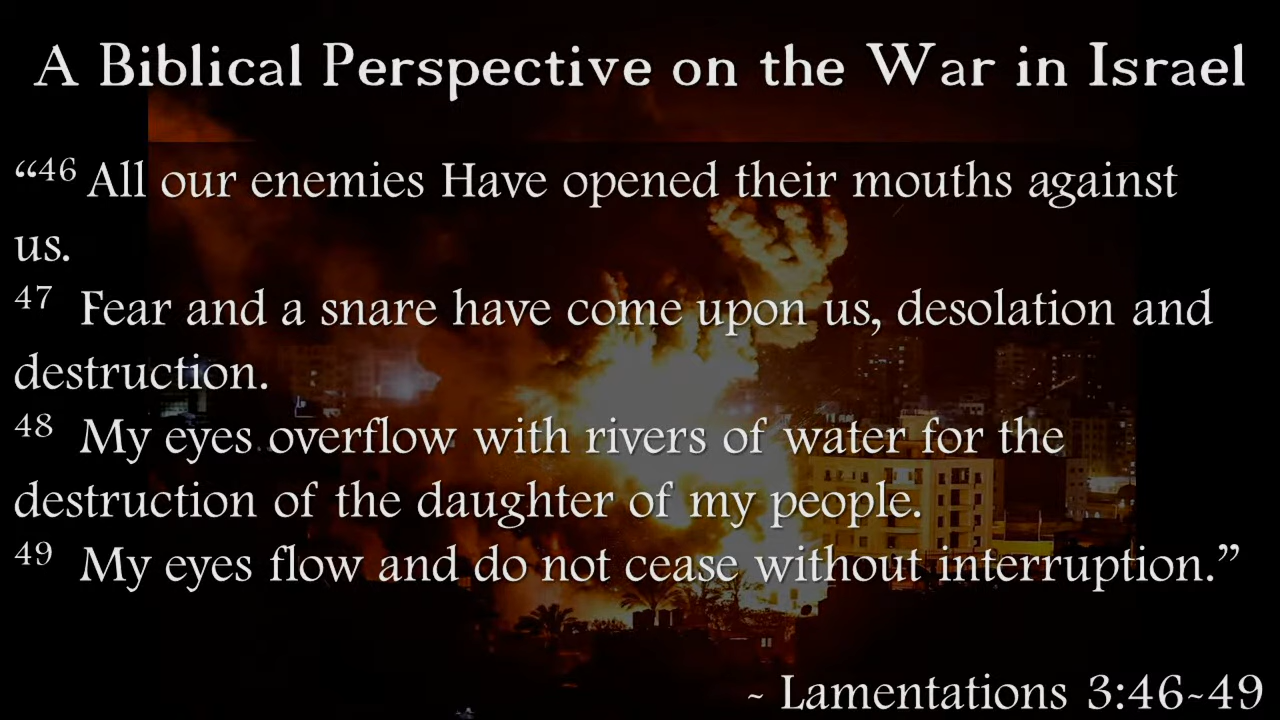 A Biblical Perspective on the War in Israel
“⁴⁶ All our enemies Have opened their mouths against
us.
⁴⁷ Fear and a snare have come upon us, desolation and
destruction.
⁴⁸ My eyes overflow with rivers of water for the
destruction of the daughter of my people.
⁴⁹ My eyes flow and do not cease without interruption.”
~ Lamentations 3:46-49